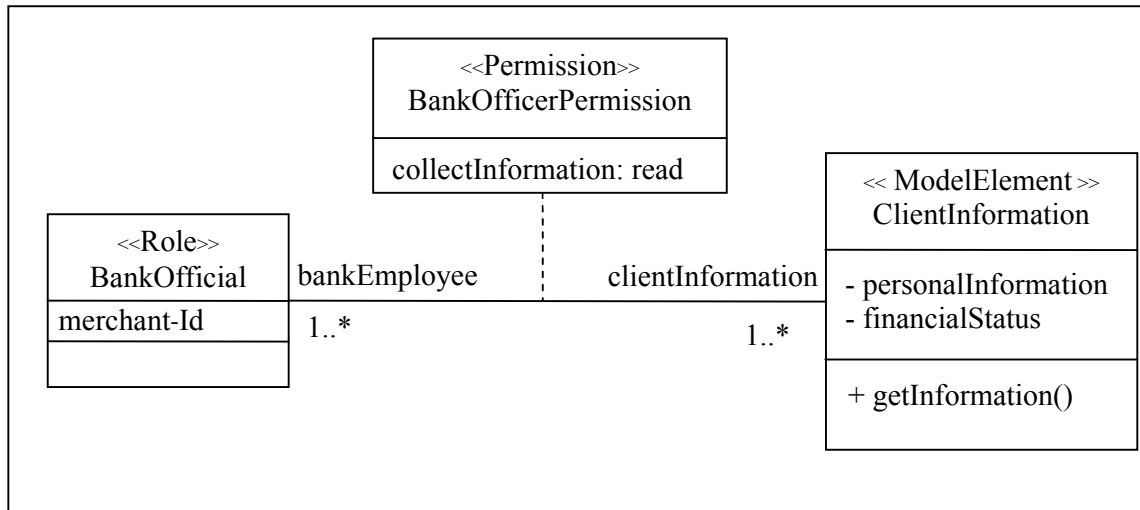 <<Permission>>
BankOfficerPermission
collectInformation: read
<<Role>>
BankOfficial
merchant-Id
bankEmployee
1..*
clientInformation
1..*
<< ModelElement >>
ClientInformation
- personalInformation
- financialStatus
+ getInformation()